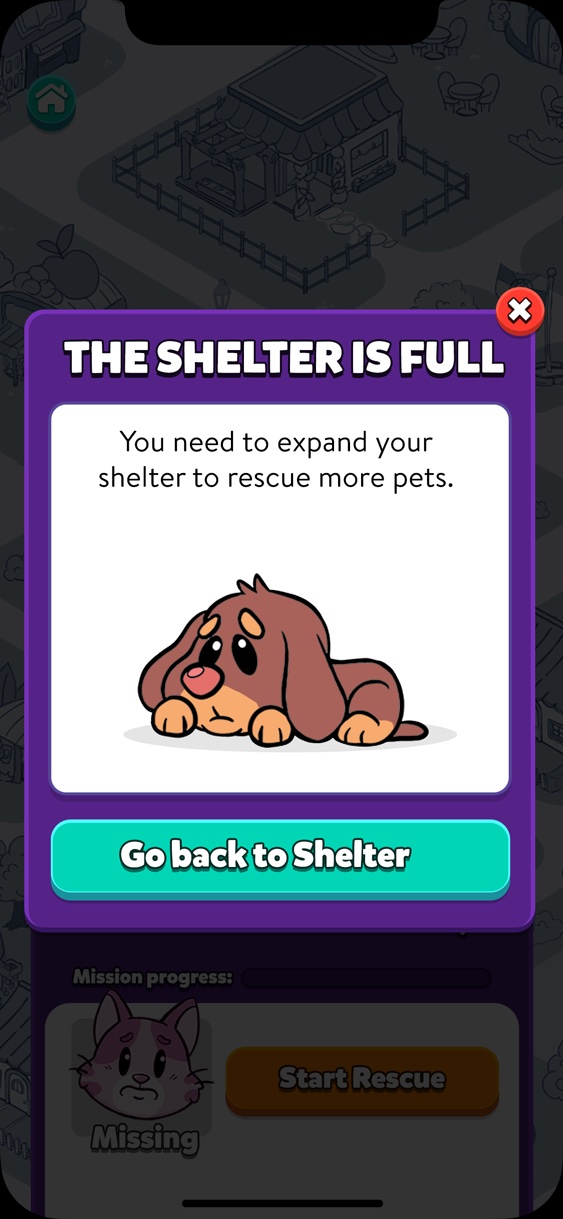 THE SHELTER IS FULL
You need to expand your
shelter to rescue more pets.
Go back to Shelter
Mission progress:
Start Rescue
Missing